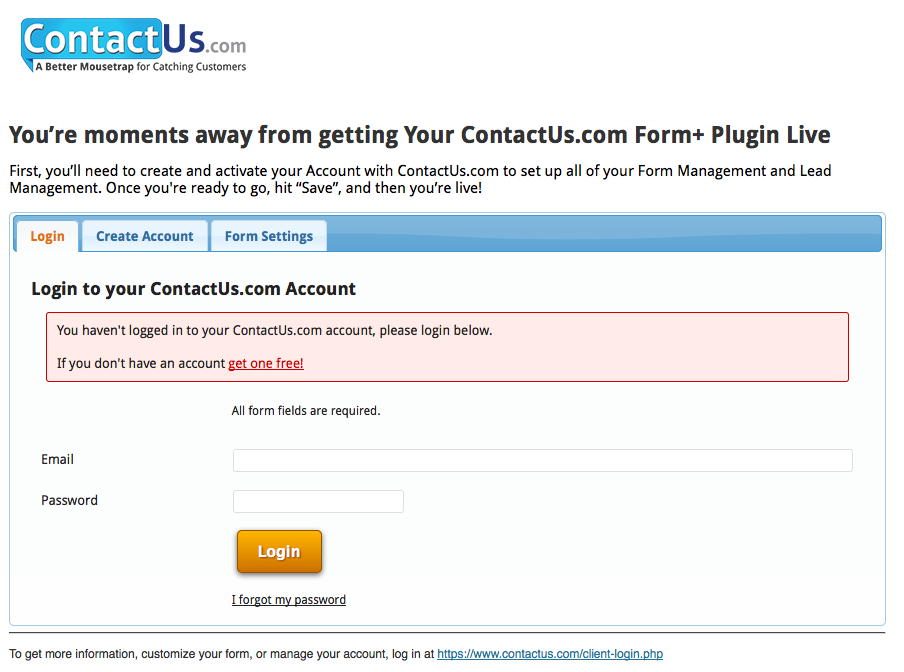 ContactUs.com
A Better Mousetrap for Catching Customers
You’re moments away from getting Your ContactUs.com Form+ Plugin Live
First, you’ll need to create and activate your Account with ContactUs.com to set up all of your Form Management and Lead
Management. Once you're ready to go, hit “Save”, and then you’re live!
Login
Create Account
Form Settings
Login to your ContactUs.com Account
You haven't logged in to your ContactUs.com account, please login below.
If you don't have an account get one free!
All form fields are required.
Email
Password
Login
I forgot my password
To get more information, customize your form, or manage your account, log in at https://www.contactus.com/client-login.php